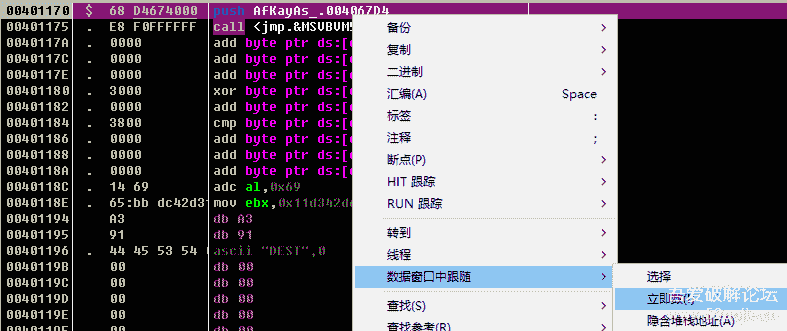 00401170 $ 68 D4674000 push AfKayAs_.004067D4
00401175 . E8 F0FFFFFF call <jmp.&MSVBVM5
0040117A . 0000 add byte ptr ds:[e
0040117C . 0000 add byte ptr ds:[e
0040117E . 0000 add byte ptr ds:[e
00401180 . 3000 xor byte ptr ds:[e
00401182 . 0000 add byte ptr ds:[e
00401184 . 3800 cmp byte ptr ds:[e
00401186 . 0000 add byte ptr ds:[e
00401188 . 0000 add byte ptr ds:[e
0040118A . 0000 add byte ptr ds:[e
0040118C . 14 69 adc al,0x69
0040118E . 65:bb dc42d31 mov ebx,0x11d342d
00401194 A3 db A3
00401195 91 db 91
00401196 . 44 45 53 54 ascii "DEST",0
0040119B 00 db 00
0040119C 00 db 00
0040119D 00 db 00
0040119E 00 db 00
0040119F 00 db 00
备份
复制
二进制
汇编(A) Space
标签 :
注释 ;
断点(P)
HIT 跟踪
RUN 跟踪
转到
线程
数据窗口中跟随
查找(S)
查找参考(R)
选择
立即数(I)
隐含堆栈地址(A)
吾爱破解论坛